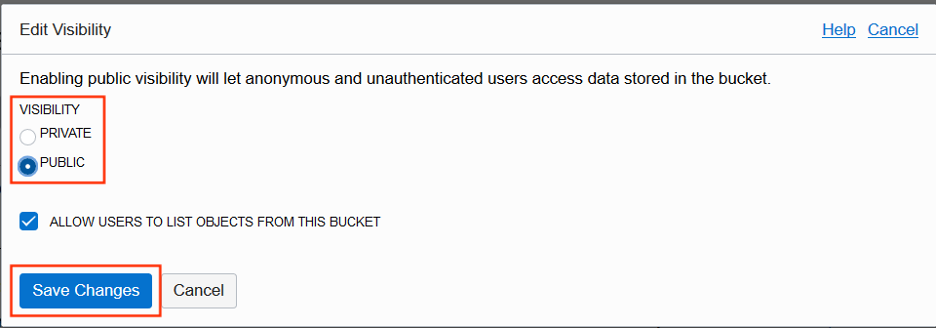 Edit Visibility
Help Cancel
Enabling public visibility will let anonymous and unauthenticated users access data stored in the bucket.
VISIBILITY
PRIVATE
PUBLIC
ALLOW USERS TO LIST OBJECTS FROM THIS BUCKET
Save Changes Cancel